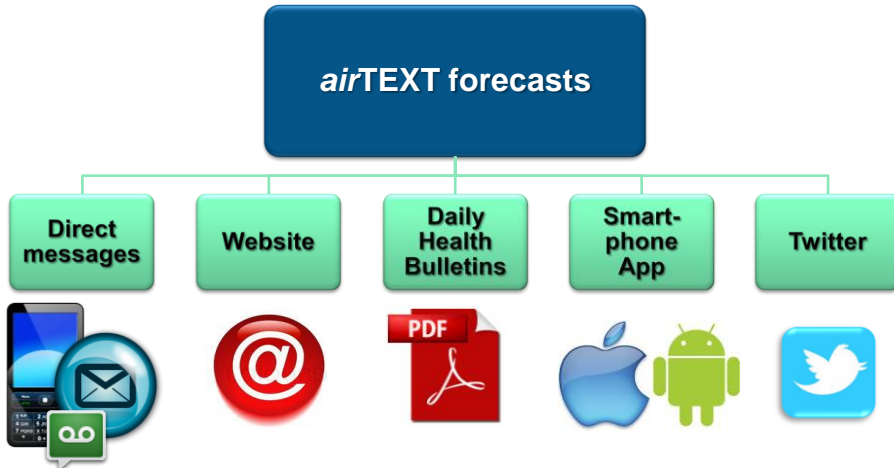 airTEXT forecasts
Direct
messages
Website
Daily
Health
Bulletins
Smart-
phone
App
Twitter
@
PDF